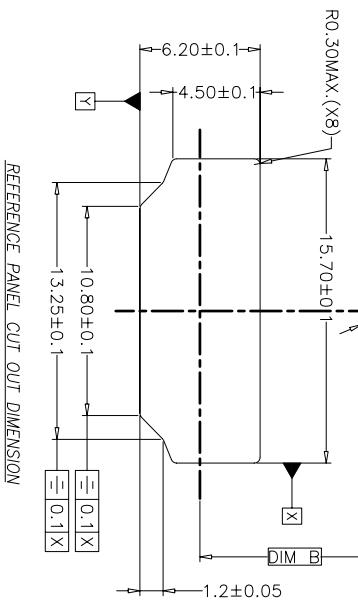 R0.30MAX.(X8)
6.20±0.1
4.50±0.1
15.70±0.1
Y
X
13.25±0.1
10.80±0.1
0.1 X
0.1 X
DIM B
1.2±0.05
REFERENCE PANEL CUT OUT DIMENSION